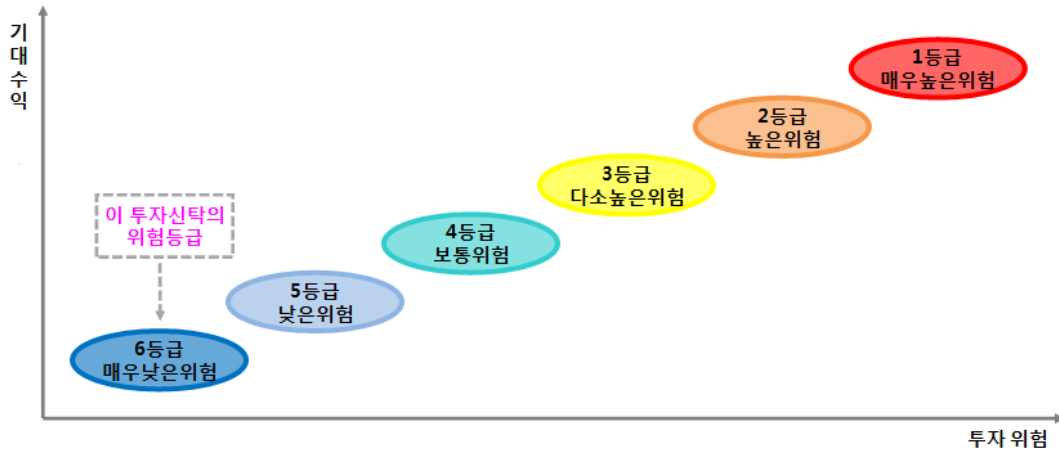 기대수익
1등급
매우높은위험
2등급
높은위험
3등급
다소높은위험
이 투자신탁의
위험등급
4등급
보통위험
5등급
낮은위험
6등급
매우낮은위험
투자 위험